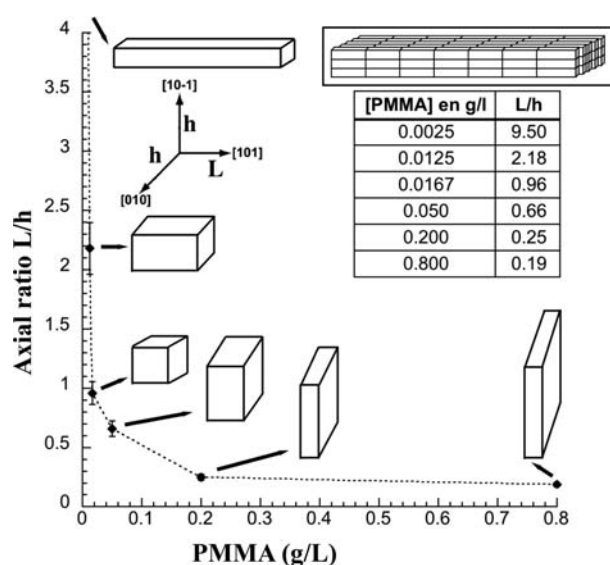 Axial ratio L/h
4
3.5
3
2.5
2
1.5
1
0.5
0
0 0.1 0.2 0.3 0.4 0.5 0.6 0.7 0.8
PMMA (g/L)
[10-1]
h
h
[101]
L
[010]
[PMMA] en g/l L/h
0.0025 9.50
0.0125 2.18
0.0167 0.96
0.050 0.66
0.200 0.25
0.800 0.19